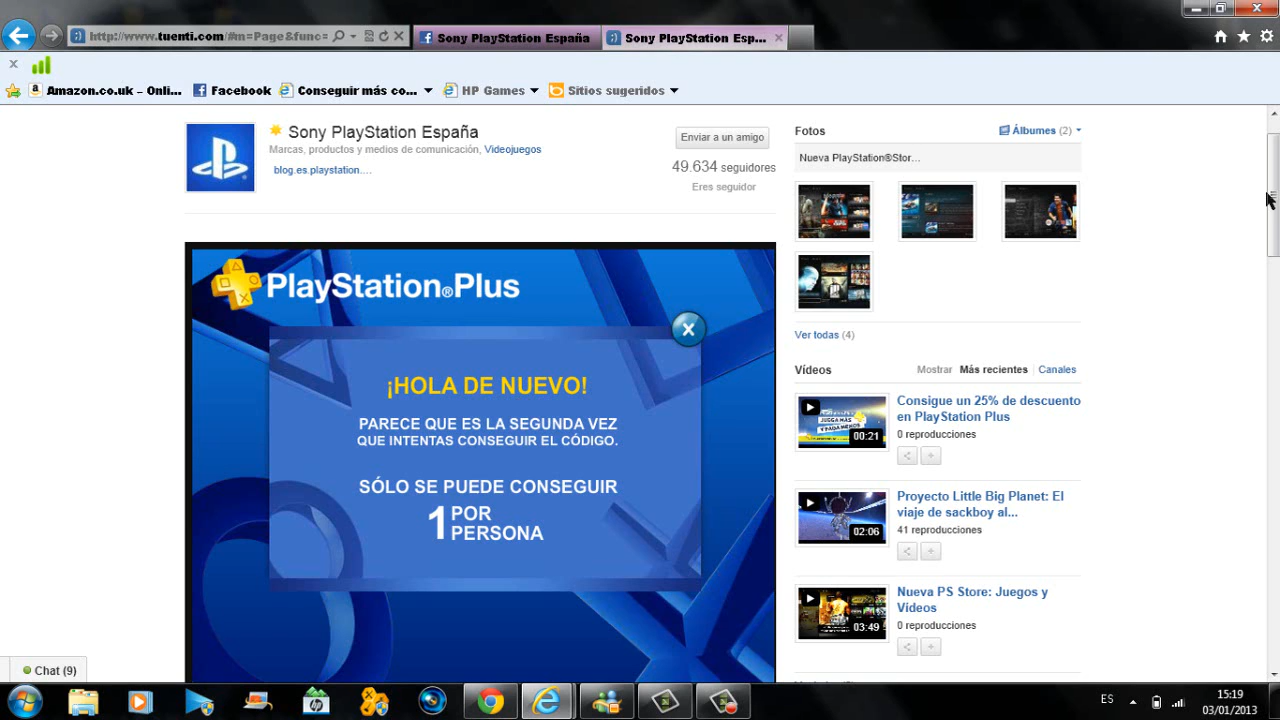 http://www.tuenti.com/#m=Page&func=
Sony PlayStation España
Sony PlayStation Esp...
Amazon.co.uk – Onli...
Facebook
Conseguir más co...
HP Games
Sitios sugeridos
Sony PlayStation España
Marcas, productos y medios de comunicación, Videojuegos
blog.es.playstation....
Enviar a un amigo
49.634 seguidores
Eres seguidor
PlayStation®Plus
X
¡HOLA DE NUEVO!
PARECE QUE ES LA SEGUNDA VEZ
QUE INTENTAS CONSEGUIR EL CÓDIGO.
SÓLO SE PUEDE CONSEGUIR
1 POR
PERSONA
Fotos
Álbumes (2)
Nueva PlayStation®Stor...
Ver todas (4)
Vídeos
Mostrar Más recientes Canales
00:21
Consigue un 25% de descuento
en PlayStation Plus
0 reproducciones
02:06
Proyecto Little Big Planet: El
viaje de sackboy al...
41 reproducciones
03:49
Nueva PS Store: Juegos y
Videos
0 reproducciones
Chat (9)
ES
15:19
03/01/2013